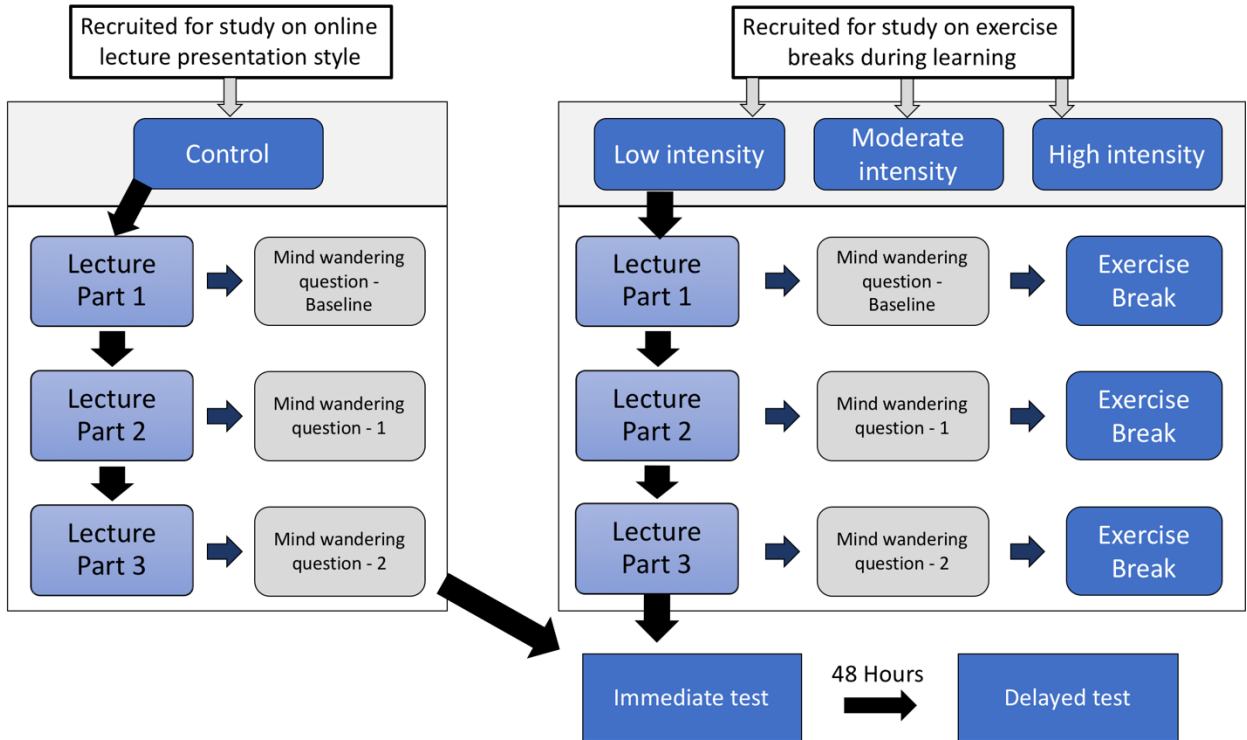 Recruited for study on online
lecture presentation style
Recruited for study on exercise
breaks during learning
Control
Low intensity
Moderate
intensity
High intensity
Lecture
Part 1
Mind wandering
question -
Baseline
Lecture
Part 2
Mind wandering
question - 1
Lecture
Part 3
Mind wandering
question - 2
Lecture
Part 1
Mind wandering
question -
Baseline
Exercise
Break
Lecture
Part 2
Mind wandering
question - 1
Exercise
Break
Lecture
Part 3
Mind wandering
question - 2
Exercise
Break
Immediate test
48 Hours
Delayed test